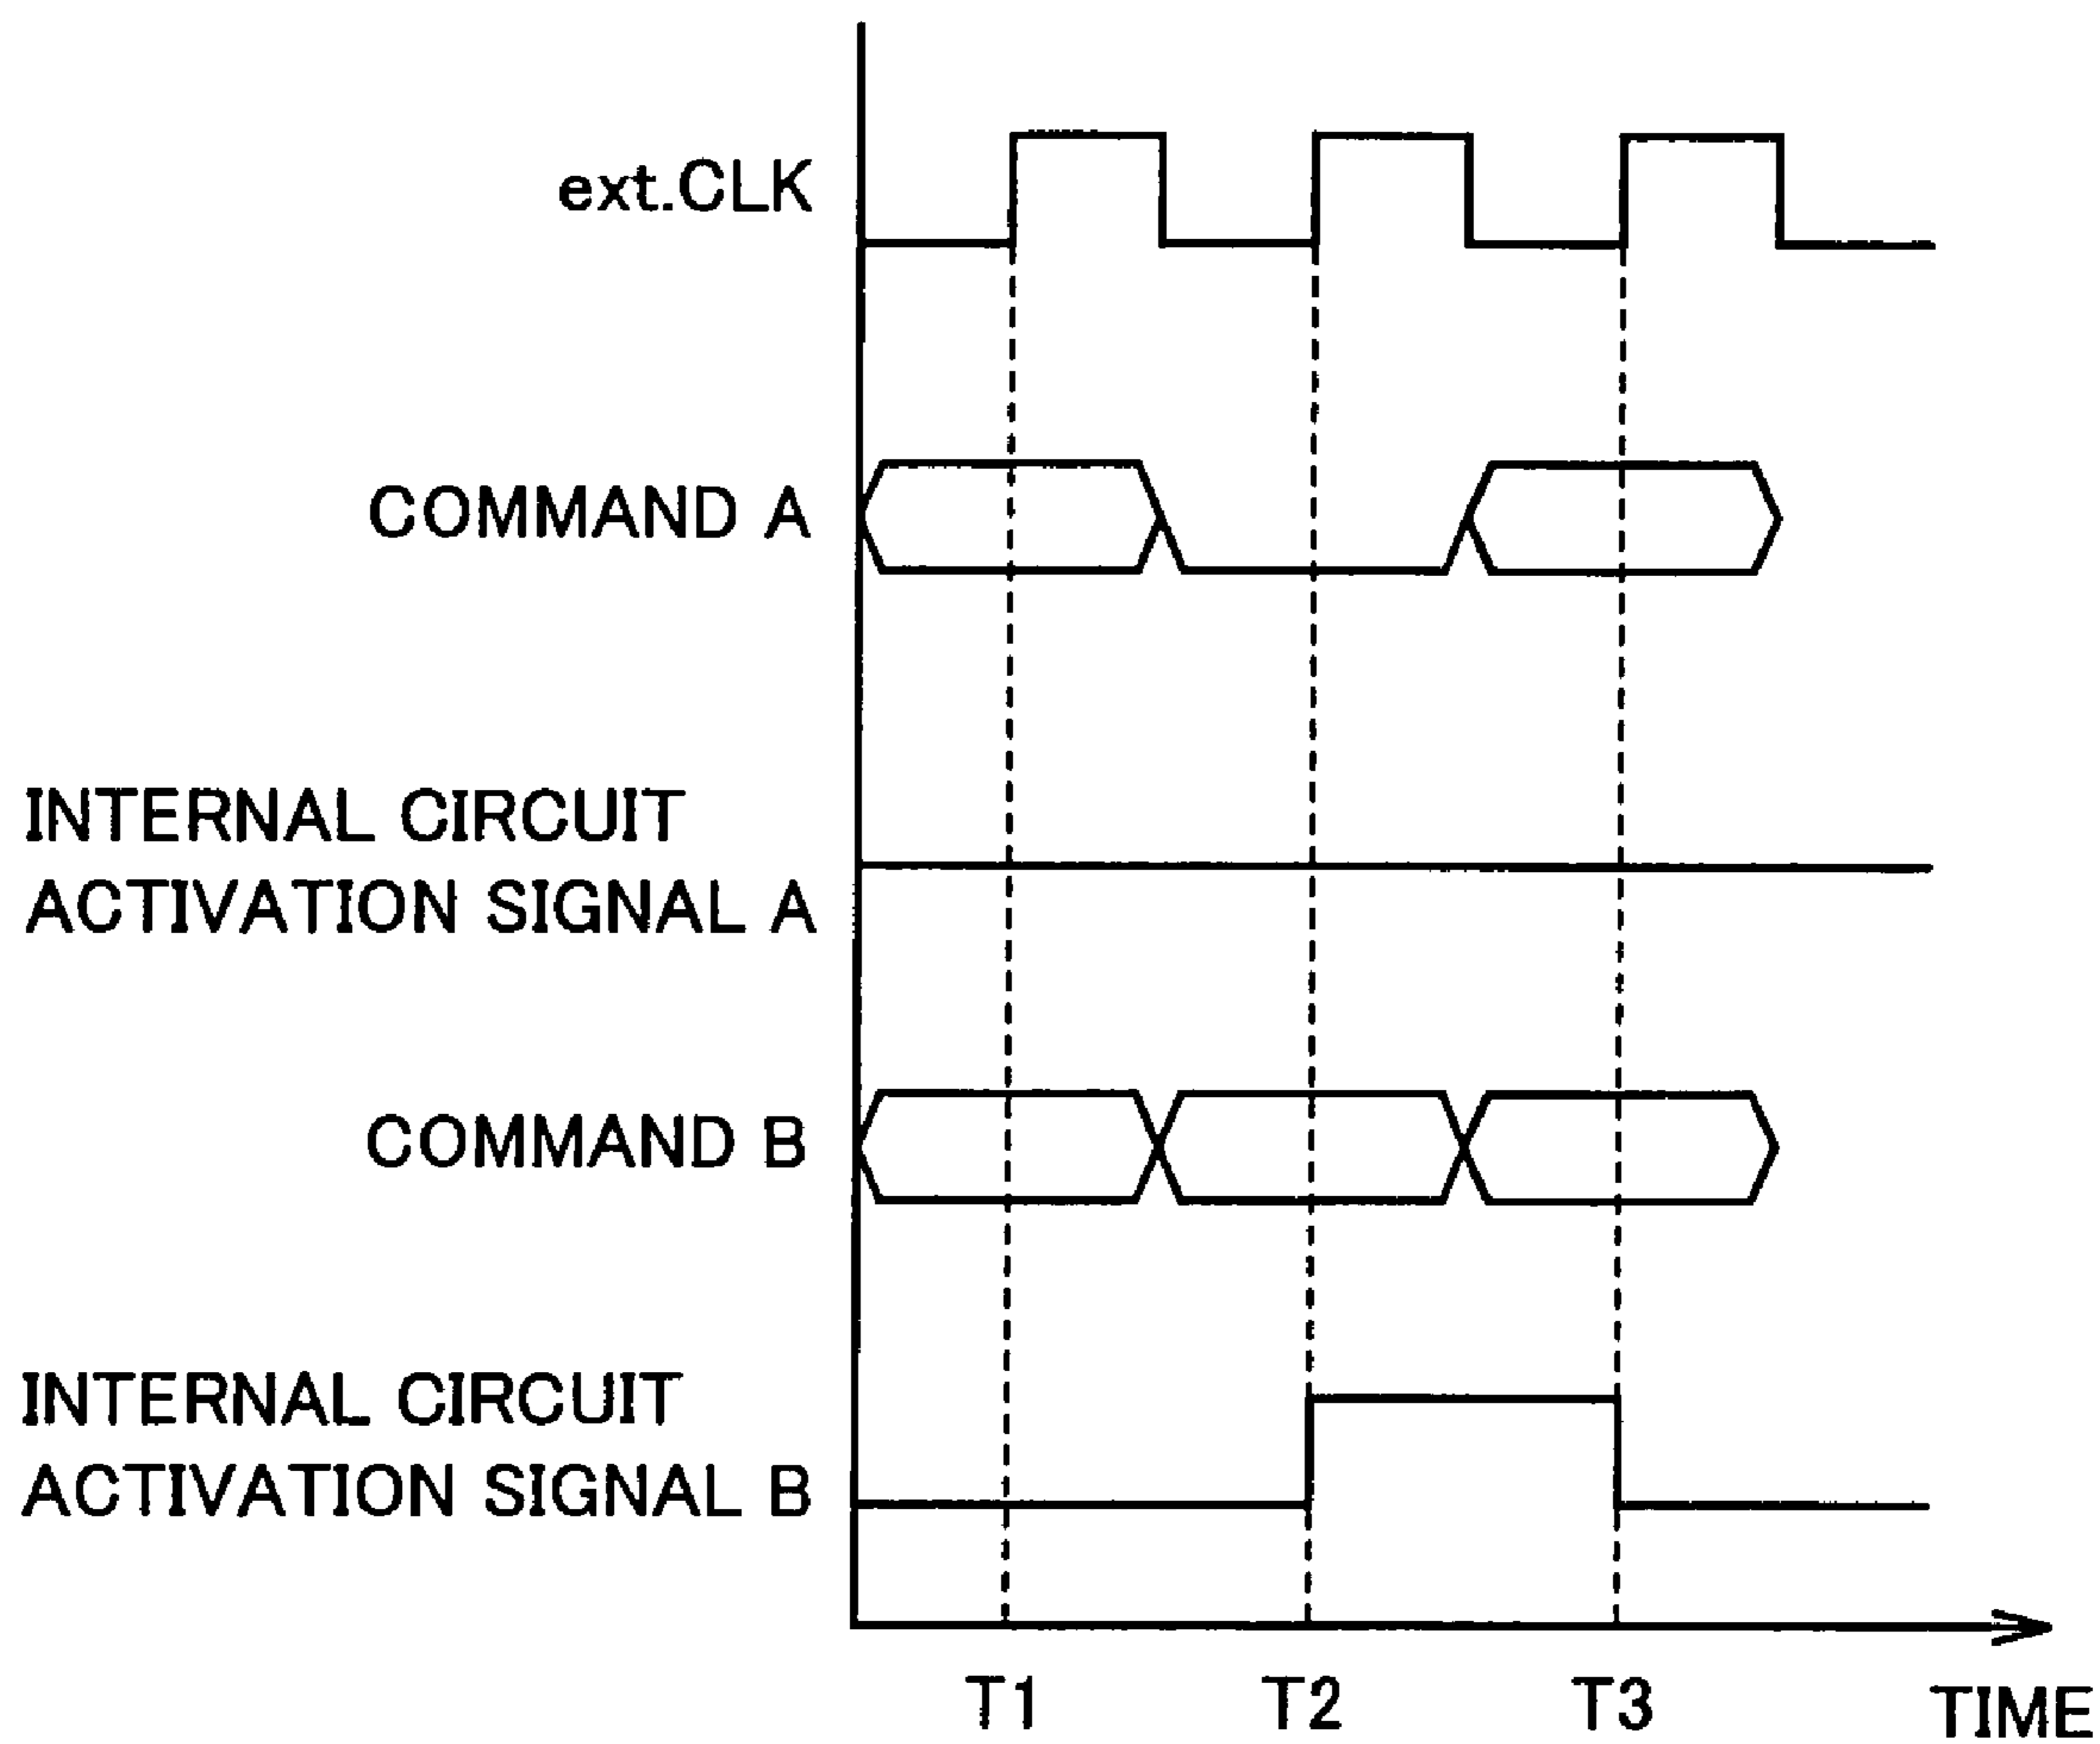 ext.CLK
COMMAND A
INTERNAL CIRCUIT
ACTIVATION SIGNAL A
COMMAND B
INTERNAL CIRCUIT
ACTIVATION SIGNAL B
T1 T2 T3 TIME